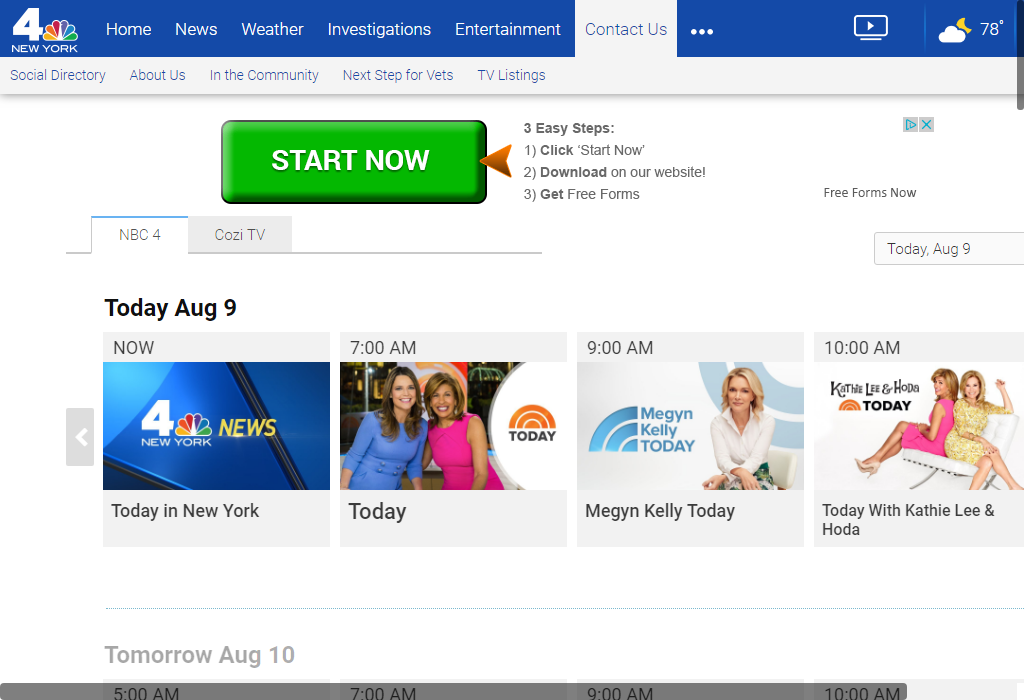 4
NEW YORK
Home
News
Weather
Investigations
Entertainment
Contact Us
•••
78°
Social Directory
About Us
In the Community
Next Step for Vets
TV Listings
START NOW
3 Easy Steps:
1) Click ‘Start Now’
2) Download on our website!
3) Get Free Forms
Free Forms Now
NBC 4
Cozi TV
Today, Aug 9
Today Aug 9
NOW
7:00 AM
9:00 AM
10:00 AM
4 NEWS
NEW YORK
TODAY
Megyn
Kelly
TODAY
KATHIE LEE & HODA
TODAY
Today in New York
Today
Megyn Kelly Today
Today With Kathie Lee &
Hoda
Tomorrow Aug 10
5:00 AM
7:00 AM
9:00 AM
10:00 AM